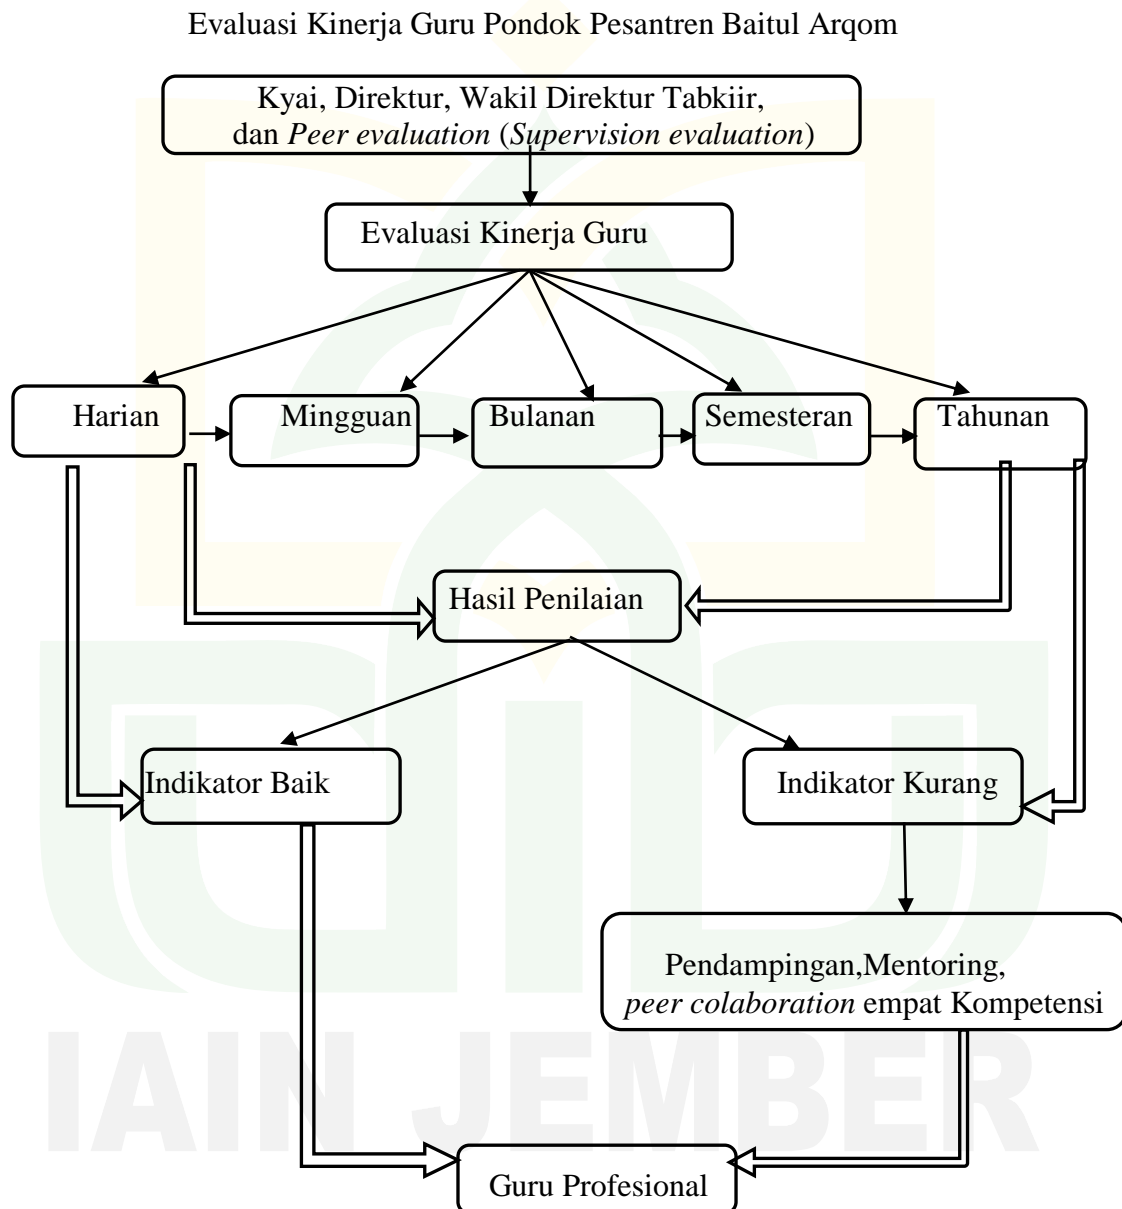 Evaluasi Kinerja Guru Pondok Pesantren Baitul Arqom
Kyai, Direktur, Wakil Direktur Tabkiir,
dan Peer evaluation (Supervision evaluation)
Evaluasi Kinerja Guru
Harian
Mingguan
Bulanan
Semesteran
Tahunan
Hasil Penilaian
Indikator Baik
Indikator Kurang
Pendampingan,Mentoring,
peer colaboration empat Kompetensi
IAIN JEMBER
Guru Profesional